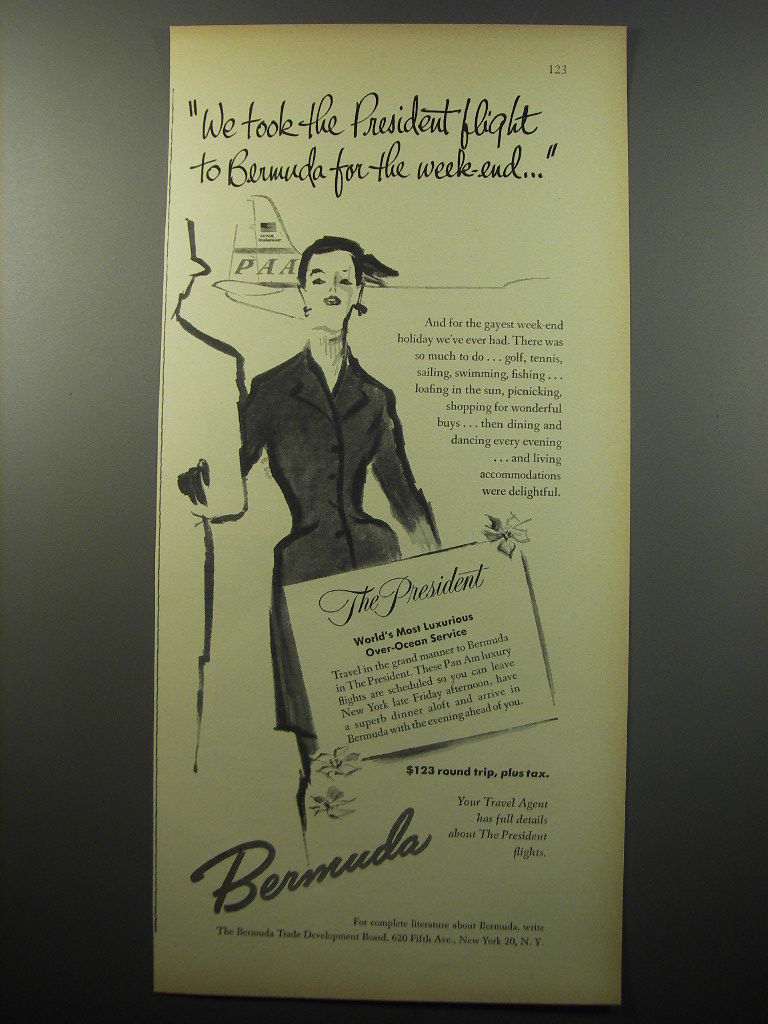 123
"We took the President flight
to Bermuda for the week-end..."
PAA
And for the gayest week-end
holiday we've ever had. There was
so much to do . . . golf, tennis,
sailing, swimming, fishing . . .
loafing in the sun, picnicking,
shopping for wonderful
buys . . . then dining and
dancing every evening
. . . and living
accommodations
were delightful.
The President
World's Most Luxurious
Over-Ocean Service
Travel in the grand manner to Bermuda
in The President. These Pan Am luxury
flights are scheduled so you can leave
New York late Friday afternoon, have
a superb dinner aloft and arrive in
Bermuda with the evening ahead of you.
$123 round trip, plus tax.
Your Travel Agent
has full details
about The President
flights.
Bermuda
For complete literature about Bermuda, write
The Bermuda Trade Development Board, 620 Fifth Ave., New York 20, N. Y.